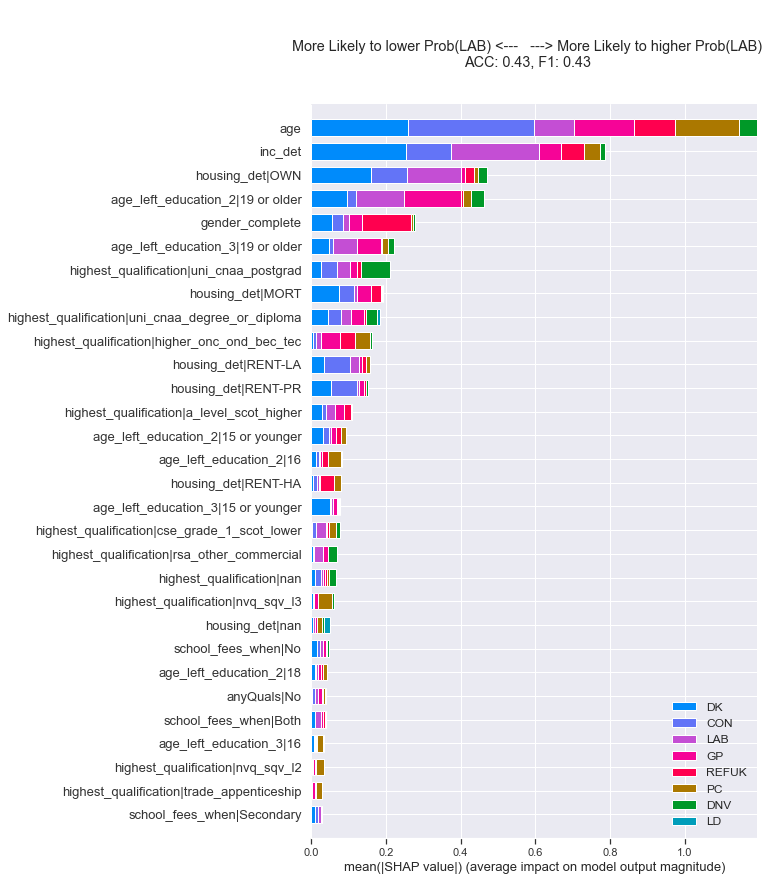 More Likely to lower Prob(LAB) <---   ---> More Likely to higher Prob(LAB)
ACC: 0.43, F1: 0.43
age
inc_det
housing_det|OWN
age_left_education_2|19 or older
gender_complete
age_left_education_3|19 or older
highest_qualification|uni_cnaa_postgrad
housing_det|MORT
highest_qualification|uni_cnaa_degree_or_diploma
highest_qualification|higher_onc_ond_bec_tec
housing_det|RENT-LA
housing_det|RENT-PR
highest_qualification|a_level_scot_higher
age_left_education_2|15 or younger
age_left_education_2|16
housing_det|RENT-HA
age_left_education_3|15 or younger
highest_qualification|cse_grade_1_scot_lower
highest_qualification|rsa_other_commercial
highest_qualification|nan
highest_qualification|nvq_sqv_l3
housing_det|nan
school_fees_when|No
age_left_education_2|18
anyQuals|No
school_fees_when|Both
age_left_education_3|16
highest_qualification|nvq_sqv_l2
highest_qualification|trade_appenticeship
school_fees_when|Secondary
DK
CON
LAB
GP
REFUK
PC
DNV
LD
0.0 0.2 0.4 0.6 0.8 1.0
mean(|SHAP value|) (average impact on model output magnitude)